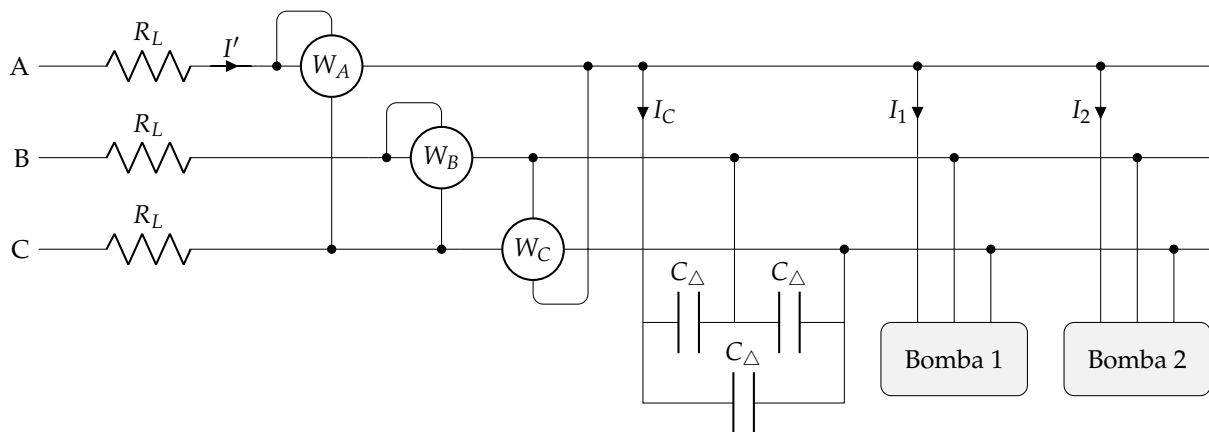 R_L
A
I′
W_A
R_L
B
W_B
I_C
I_1
I_2
R_L
C
W_C
C_△
C_△
C_△
Bomba 1
Bomba 2